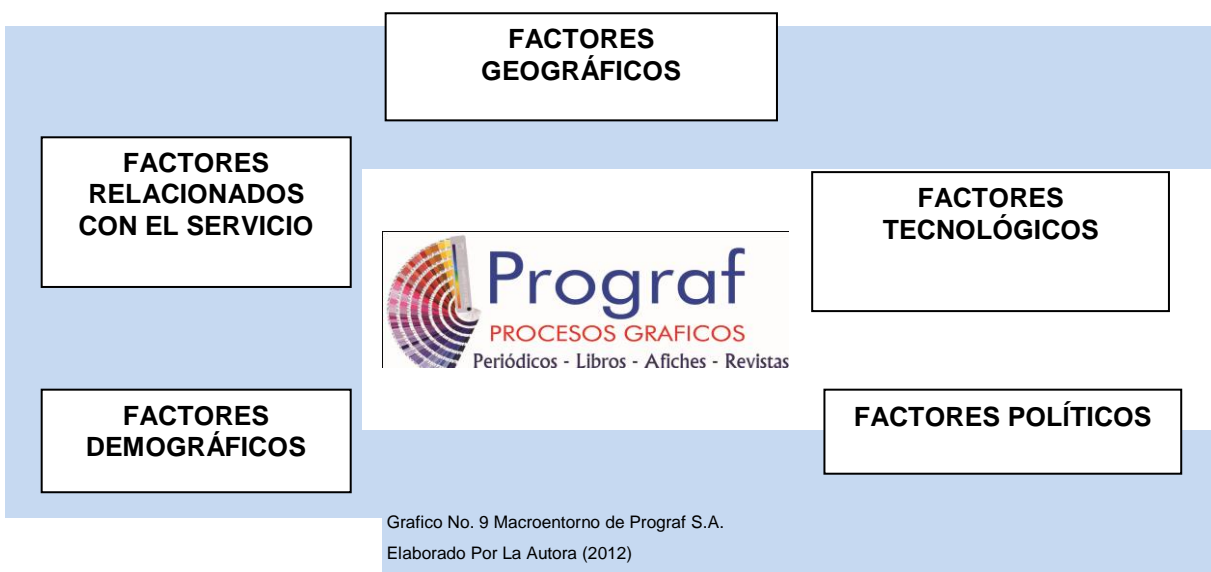 FACTORES
GEOGRÁFICOS
FACTORES
RELACIONADOS
CON EL SERVICIO
FACTORES
TECNOLÓGICOS
Prograf
PROCESOS GRAFICOS
Periódicos - Libros - Afiches - Revistas
FACTORES
DEMOGRÁFICOS
FACTORES POLÍTICOS
Grafico No. 9 Macroentorno de Prograf S.A.
Elaborado Por La Autora (2012)